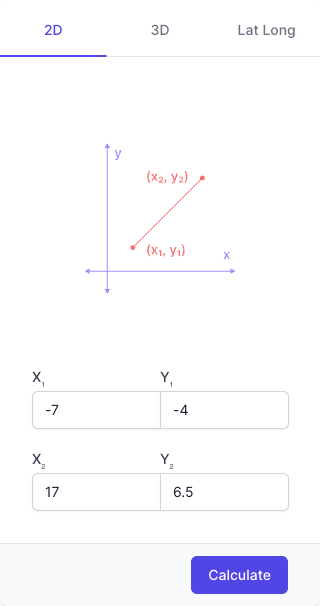 2D 3D Lat Long
y
(x₂, y₂)
(x₁, y₁)
x
X₁ Y₁
-7 -4
X₂ Y₂
17 6.5
Calculate